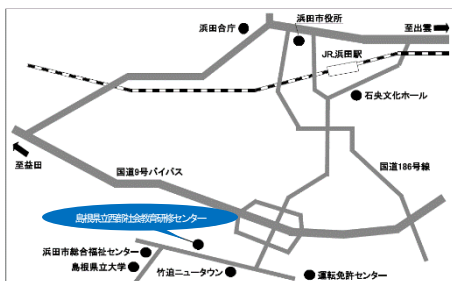 浜田市役所
浜田合庁
至出雲
JR浜田駅
石央文化ホール
至益田
国道9号バイパス
国道186号線
島根県立西部社会教育研修センター
浜田市総合福祉センター
島根県立大学
竹迫ニュータウン
運転免許センター